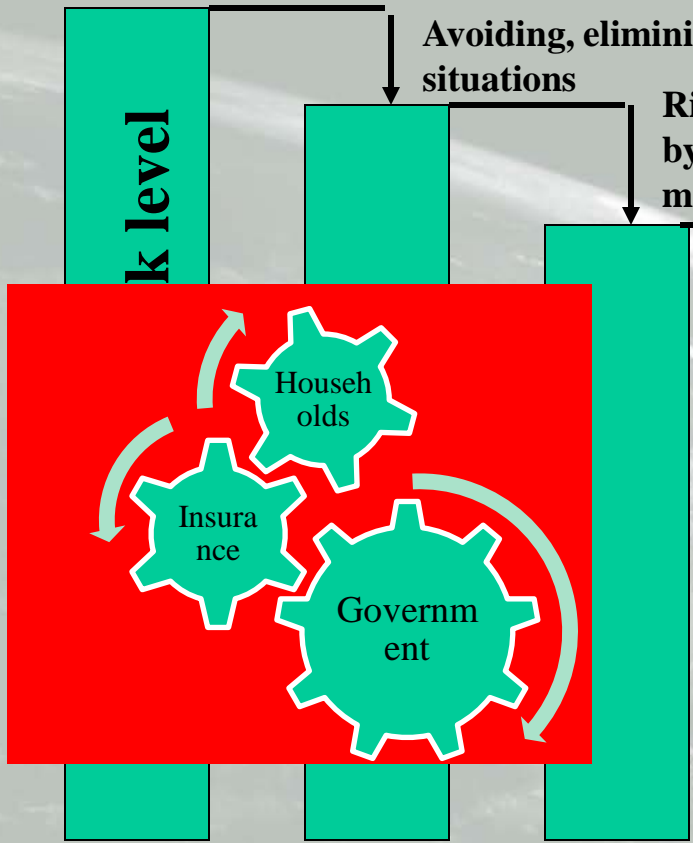 Avoiding, elimini
situations
Ri
by
m
k level
Househ
olds
Insura
nce
Governm
ent